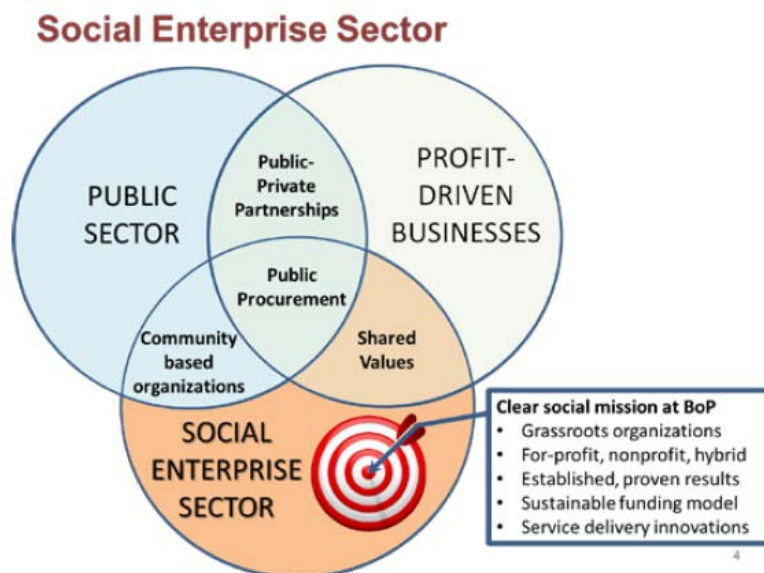 Social Enterprise Sector
PUBLIC
SECTOR
Public-
Private
Partnerships
PROFIT-
DRIVEN
BUSINESSES
Public
Procurement
Community
based
organizations
Shared
Values
SOCIAL
ENTERPRISE
SECTOR
Clear social mission at BoP
• Grassroots organizations
• For-profit, nonprofit, hybrid
• Established, proven results
• Sustainable funding model
• Service delivery innovations
4